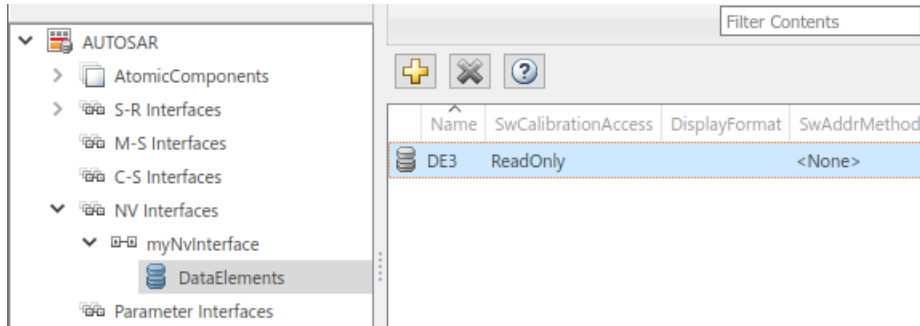 Filter Contents
AUTOSAR
AtomicComponents
S-R Interfaces
M-S Interfaces
C-S Interfaces
NV Interfaces
myNvInterface
DataElements
Parameter Interfaces
Name SwCalibrationAccess DisplayFormat SwAddrMethod
DE3 ReadOnly <None>